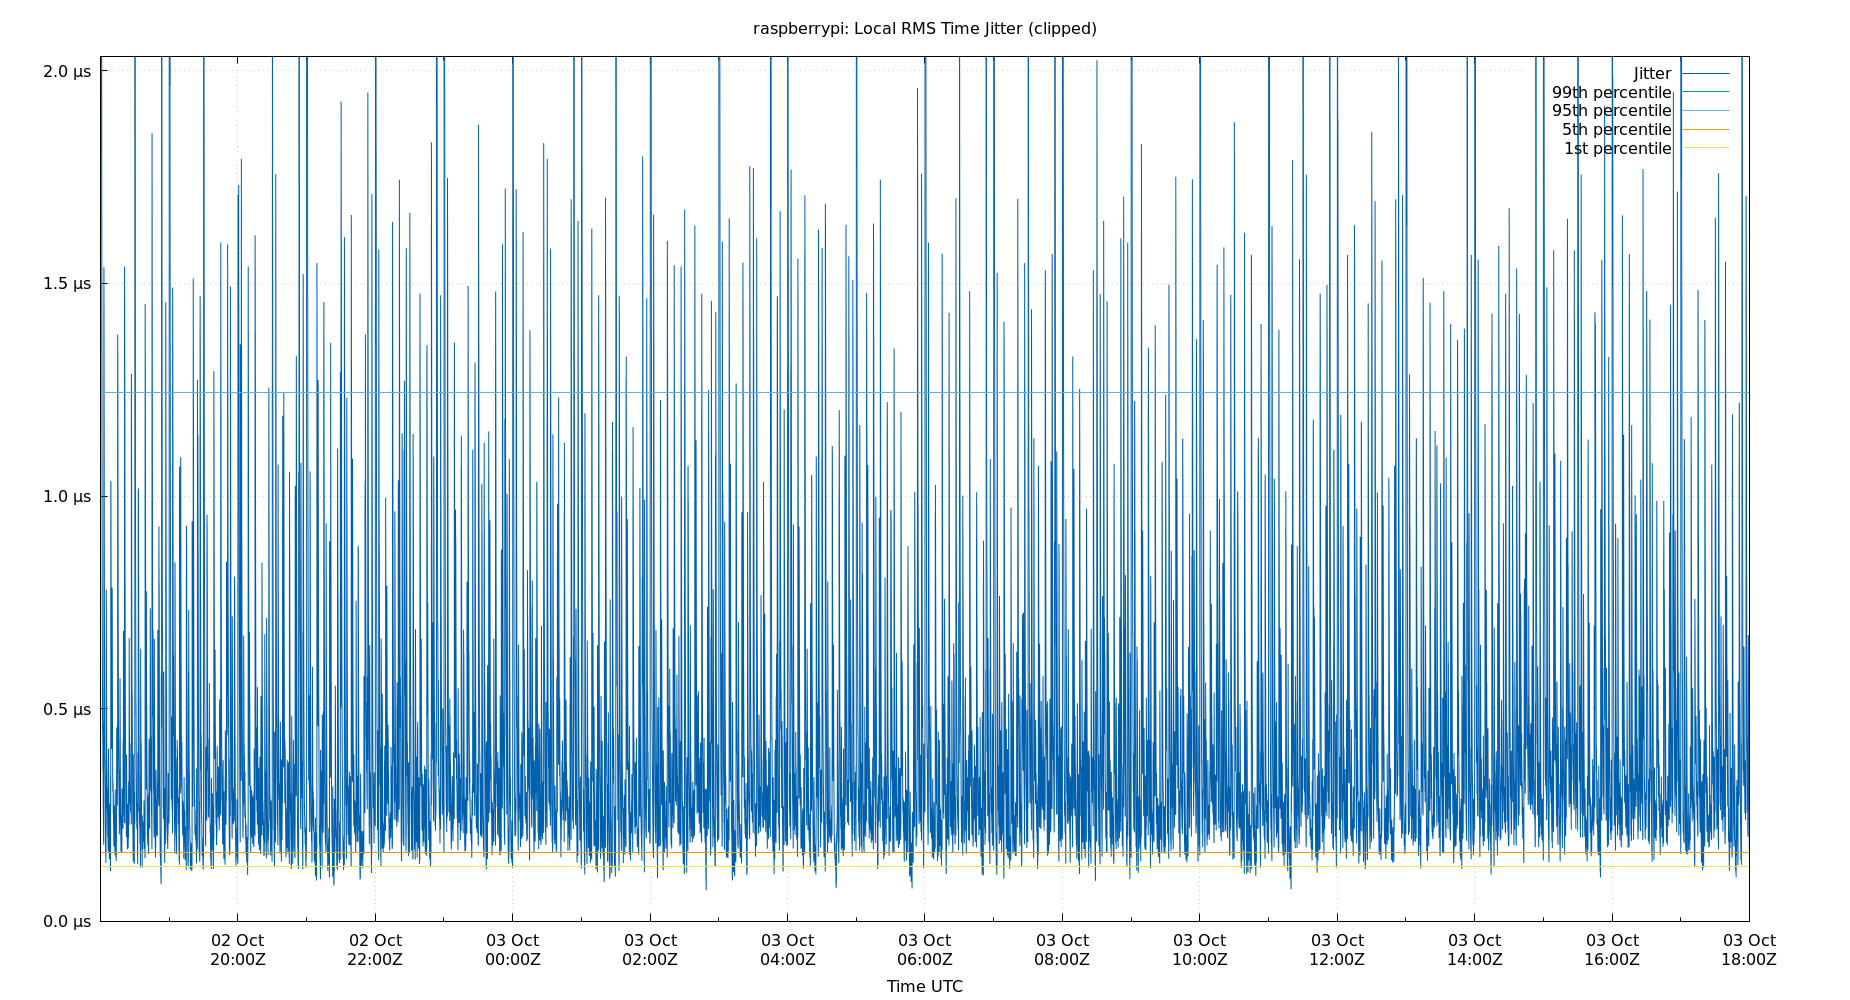 raspberrypi: Local RMS Time Jitter (clipped)
2.0 μs
1.5 μs
1.0 μs
0.5 μs
0.0 μs
Jitter
99th percentile
95th percentile
5th percentile
1st percentile
02 Oct 02 Oct 03 Oct 03 Oct 03 Oct 03 Oct 03 Oct 03 Oct 03 Oct 03 Oct 03 Oct 03 Oct
20:00Z 22:00Z 00:00Z 02:00Z 04:00Z 06:00Z 08:00Z 10:00Z 12:00Z 14:00Z 16:00Z 18:00Z
Time UTC